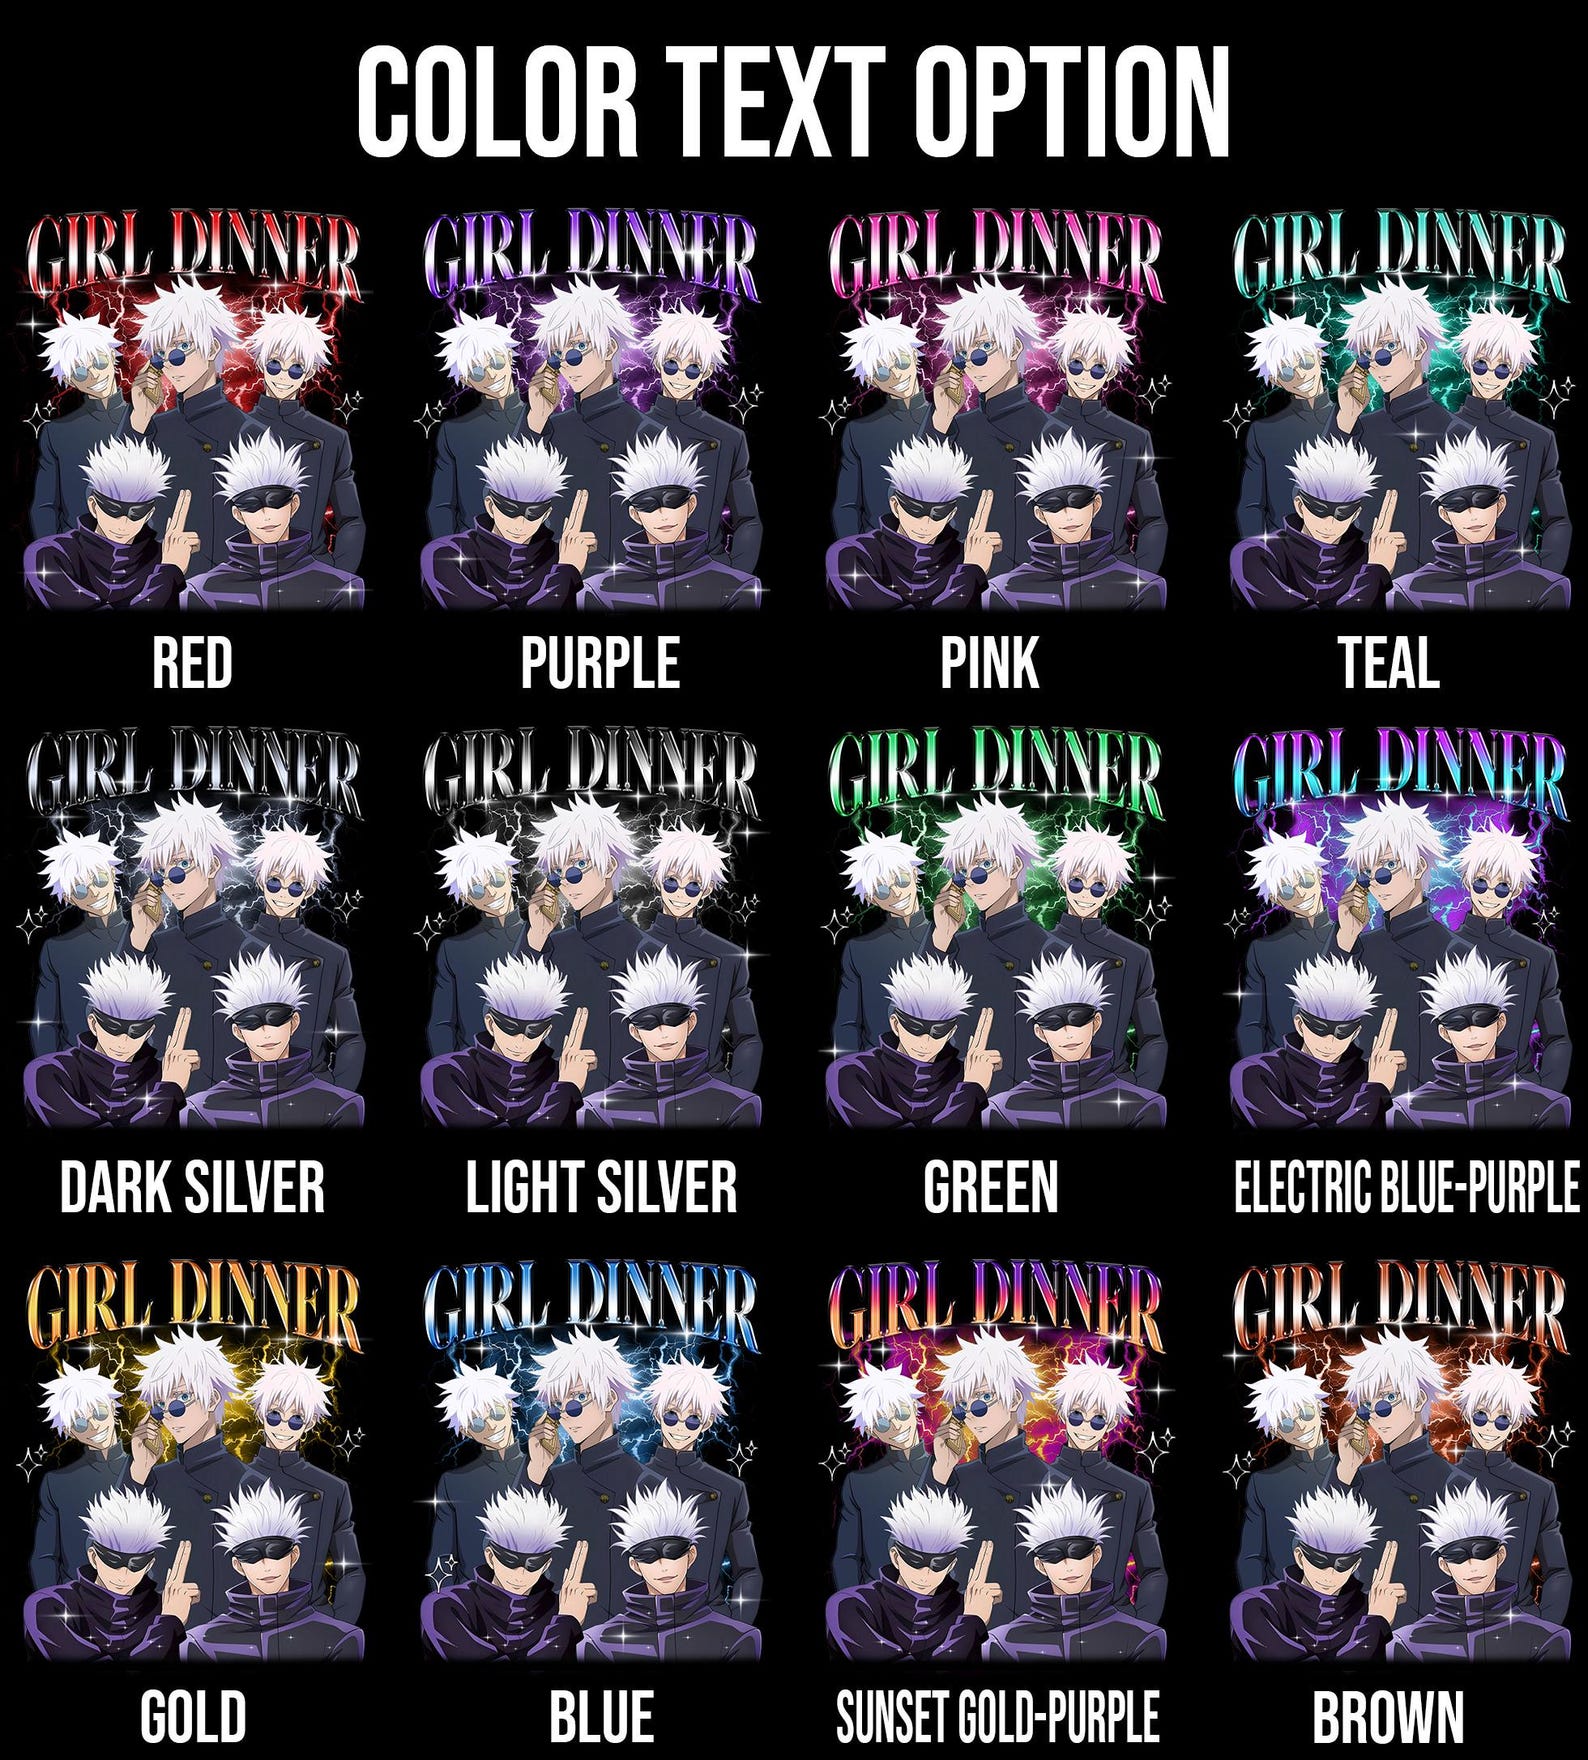 COLOR TEXT OPTION
GIRL DINNER GIRL DINNER GIRL DINNER GIRL DINNER
RED PURPLE PINK TEAL
GIRL DINNER GIRL DINNER GIRL DINNER GIRL DINNER
DARK SILVER LIGHT SILVER GREEN ELECTRIC BLUE-PURPLE
GIRL DINNER GIRL DINNER GIRL DINNER GIRL DINNER
GOLD BLUE SUNSET GOLD-PURPLE BROWN